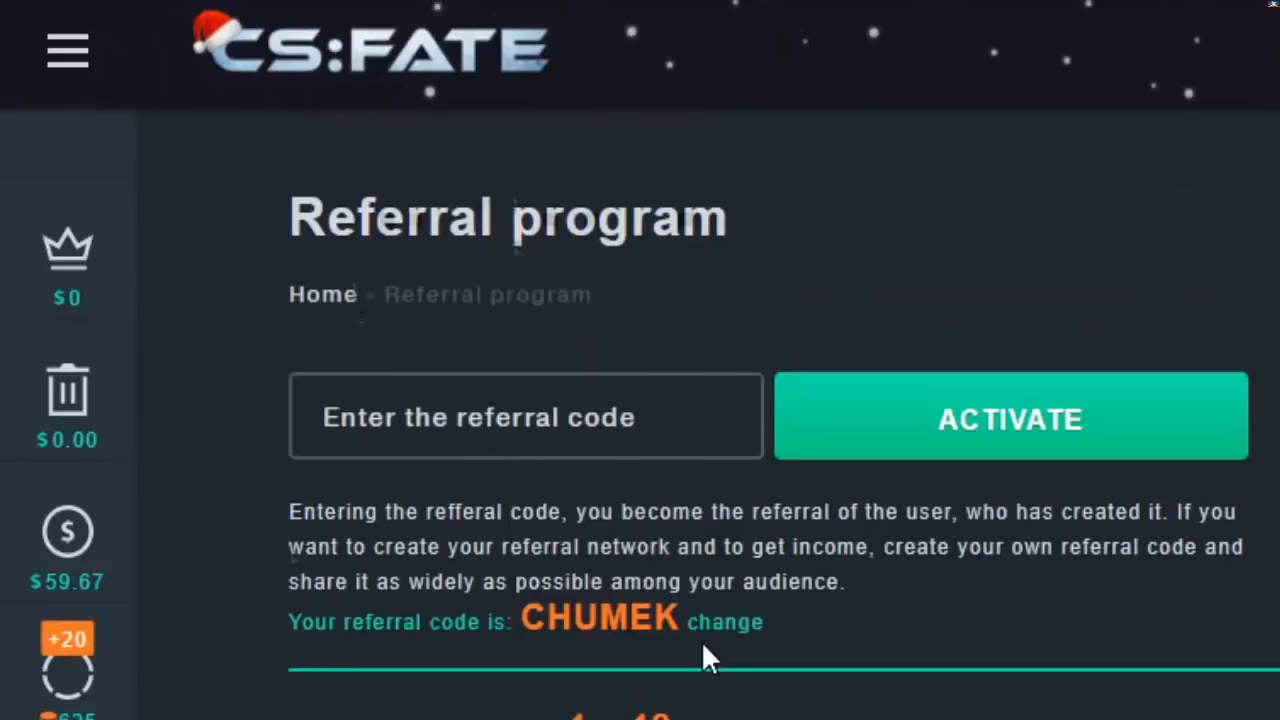 CS:FATE
Referral program
Home - Referral program
$0
Enter the referral code
ACTIVATE
$0.00
Entering the refferal code, you become the referral of the user, who has created it. If you
want to create your referral network and to get income, create your own referral code and
share it as widely as possible among your audience.
$59.67
Your referral code is: CHUMEK change
+20